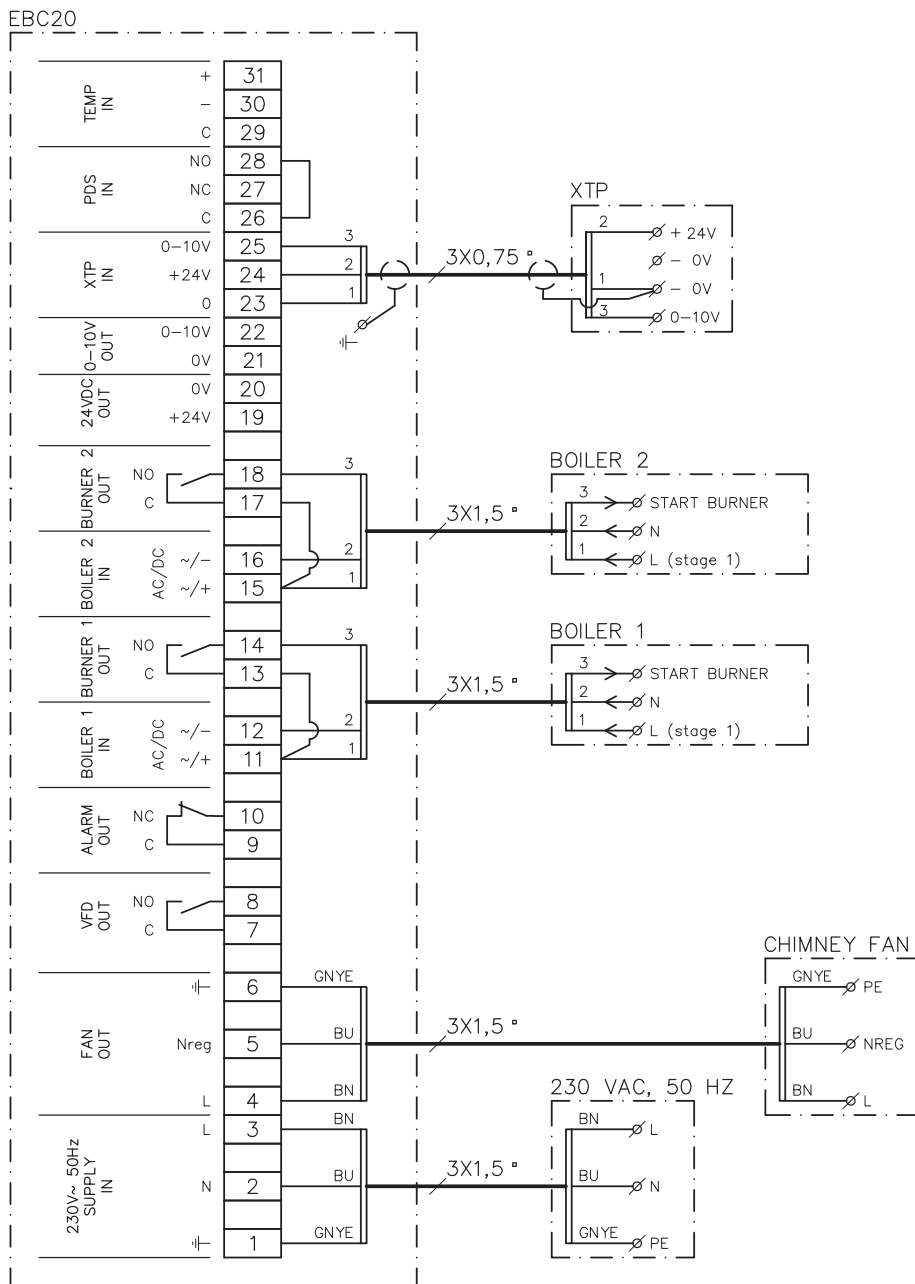 EBC20
TEMP IN
+ 31
- 30
C 29
PDS IN
NO 28
NC 27
C 26
XTP IN
0-10V 25 3
+24V 24 2
0 23 1
3X0,75 ▫
XTP
2 + 24V
- 0V
1 - 0V
3 0-10V
0-10V OUT
0-10V 22
0V 21
24VDC OUT
0V 20
+24V 19
BURNER 2 OUT
NO 18 3
C 17
BOILER 2 IN
AC/DC
~/- 16 2
~/+ 15 1
3X1,5 ▫
BOILER 2
3 START BURNER
2 N
1 L (stage 1)
BURNER 1 OUT
NO 14 3
C 13
BOILER 1 IN
AC/DC
~/- 12 2
~/+ 11 1
3X1,5 ▫
BOILER 1
3 START BURNER
2 N
1 L (stage 1)
ALARM OUT
NC 10
C 9
VFD OUT
NO 8
C 7
FAN OUT
6 GNYE
Nreg 5 BU
L 4 BN
3X1,5 ▫
CHIMNEY FAN
GNYE PE
BU NREG
BN L
230V~ 50Hz SUPPLY IN
L 3 BN
N 2 BU
1 GNYE
3X1,5 ▫
230 VAC, 50 HZ
BN L
BU N
GNYE PE